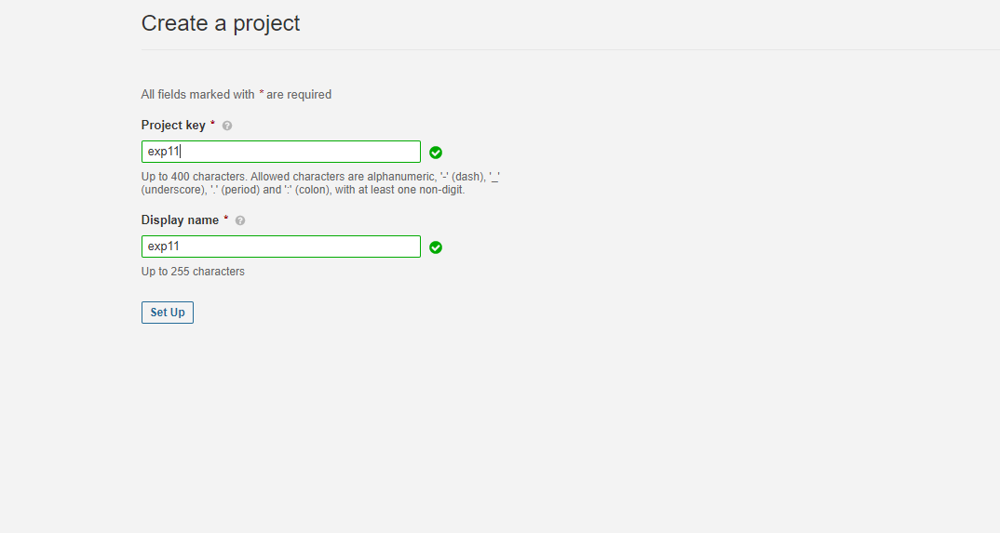 Create a project
All fields marked with * are required
Project key *
exp11
Up to 400 characters. Allowed characters are alphanumeric, '-' (dash), '_'
(underscore), '.' (period) and ':' (colon), with at least one non-digit.
Display name *
exp11
Up to 255 characters
Set Up